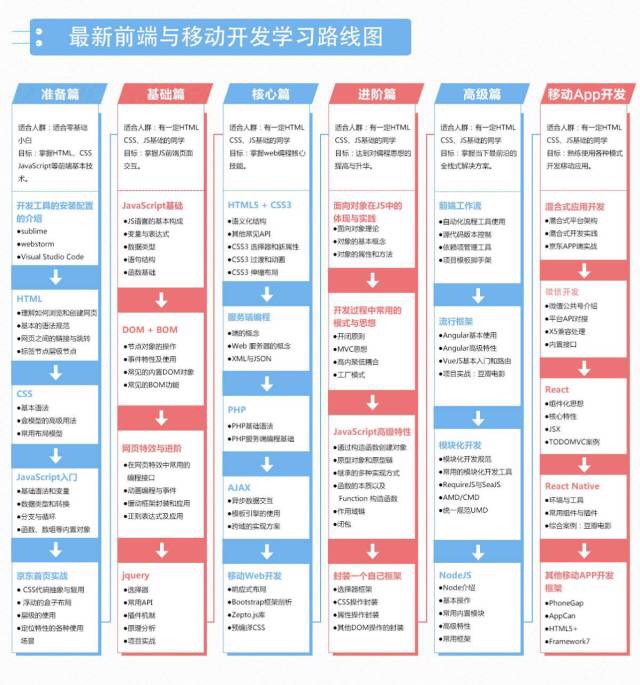 最新前端与移动开发学习路线图
准备篇
适合人群：适合零基础
小白
目标：掌握HTML、CSS
JavaScript等前端基本技
术。
开发工具的安装配置
的介绍
●sublime
●webstorm
●Visual Studio Code
HTML
●理解如何浏览和创建网页
●基本的语法规范
●网页之间的链接与跳转
●标签节点层级节点
CSS
●基本语法
●盒模型的高级用法
●常用布局模型
JavaScript入门
●基础语法和变量
●数据类型和转换
●分支与循环
●函数、数组等内置对象
京东首页实战
●CSS代码抽象与复用
●浮动的盒子布局
●层级的使用
●定位特性的各种使用
场景
基础篇
适合人群：有一定HTML
CSS、JS基础的同学
目标：掌握JS前端页面
交互。
JavaScript基础
●JS语言的基本构成
●变量与表达式
●数据类型
●语句结构
●函数基础
DOM + BOM
●节点对象的操作
●事件特性及使用
●常见的内置DOM对象
●常见的BOM功能
网页特效与进阶
●在网页特效中常用的
编程接口
●动画编程与事件
●缓动框架封装和应用
●正则表达式及应用
jquery
●选择器
●常用API
●插件机制
●原理分析
●项目实战
核心篇
适合人群：有一定HTML
CSS、JS基础的同学
目标：掌握web编程核心
技能。
HTML5 + CSS3
●语义化结构
●其他常见API
●CSS3 选择器和新属性
●CSS3 过渡和动画
●CSS3 伸缩布局
服务端编程
●端的概念
●Web 服务器的概念
●XML与JSON
PHP
●PHP基础语法
●PHP服务端编程基础
AJAX
●异步数据交互
●模板引擎的使用
●跨域的实现方案
移动Web开发
●响应式布局
●Bootstrap框架剖析
●Zepto.js库
●预编译CSS
进阶篇
适合人群：有一定HTML
CSS、JS基础的同学
目标：达到对编程思想的
提高与升华。
面向对象在JS中的
体现与实践
●面向对象理论
●对象的基本概念
●对象的属性和方法
开发过程中常用的
模式与思想
●开闭原则
●MVC思想
●高内聚低耦合
●工厂模式
JavaScript高级特性
●通过构造函数创建对象
●原型对象和原型链
●继承的多种实现方式
●函数的本质以及
Function 构造函数
●作用域链
●闭包
封装一个自己框架
●选择器框架
●CSS操作封装
●属性操作封装
●其他DOM操作的封装
高级篇
适合人群：有一定HTML
CSS、JS基础的同学
目标：掌握当下最前沿的
全栈式解决方案。
前端工作流
●自动化流程工具使用
●源代码版本控制
●依赖项管理工具
●项目模板脚手架
流行框架
●Angular基本使用
●Angular高级特性
●VueJS基本入门和路由
●项目实战：豆瓣电影
模块化开发
●模块化开发规范
●常用的模块化开发工具
●RequireJS与SeaJS
●AMD/CMD
●统一规范UMD
NodeJS
●Node介绍
●基本操作
●常用内置模块
●高级特性
●常用框架
移动App开发
适合人群：有一定HTML
CSS、JS基础的同学
目标：熟练使用各种模式
开发移动应用。
混合式应用开发
●混合式平台架构
●混合式开发实践
●京东APP端实战
微信开发
●微信公共号介绍
●平台API对接
●X5兼容处理
●内置接口
React
●组件化思想
●核心特性
●JSX
●TODOMVC案例
React Native
●环境与工具
●常用组件与插件
●综合案例：豆瓣电影
其他移动APP开发
框架
●PhoneGap
●AppCan
●HTML5+
●Framework7